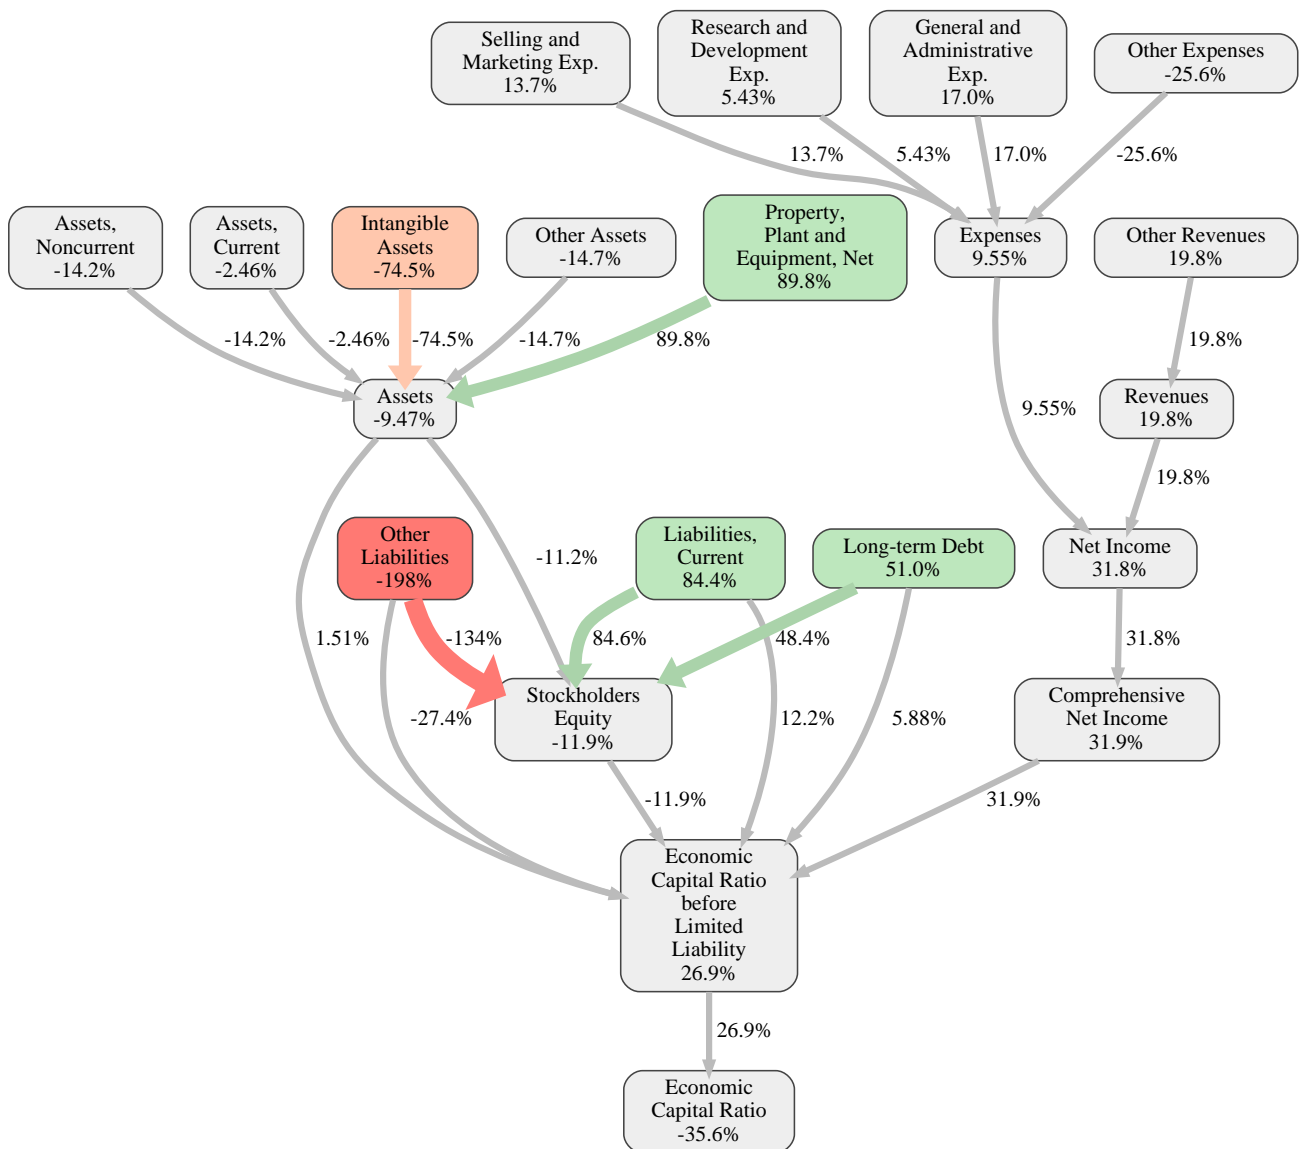 Selling and
Marketing Exp.
13.7%
Research and
Development
Exp.
5.43%
General and
Administrative
Exp.
17.0%
Other Expenses
-25.6%
13.7%
5.43%
17.0%
-25.6%
Assets,
Noncurrent
-14.2%
Assets,
Current
-2.46%
Intangible
Assets
-74.5%
Other Assets
-14.7%
Property,
Plant and
Equipment, Net
89.8%
Expenses
9.55%
Other Revenues
19.8%
-14.2%
-2.46%
-74.5%
-14.7%
89.8%
19.8%
Assets
-9.47%
9.55%
Revenues
19.8%
19.8%
Other
Liabilities
-198%
-11.2%
Liabilities,
Current
84.4%
Long-term Debt
51.0%
Net Income
31.8%
1.51%
-134%
84.6%
48.4%
31.8%
-27.4%
Stockholders
Equity
-11.9%
12.2%
5.88%
Comprehensive
Net Income
31.9%
-11.9%
31.9%
Economic
Capital Ratio
before
Limited
Liability
26.9%
26.9%
Economic
Capital Ratio
-35.6%